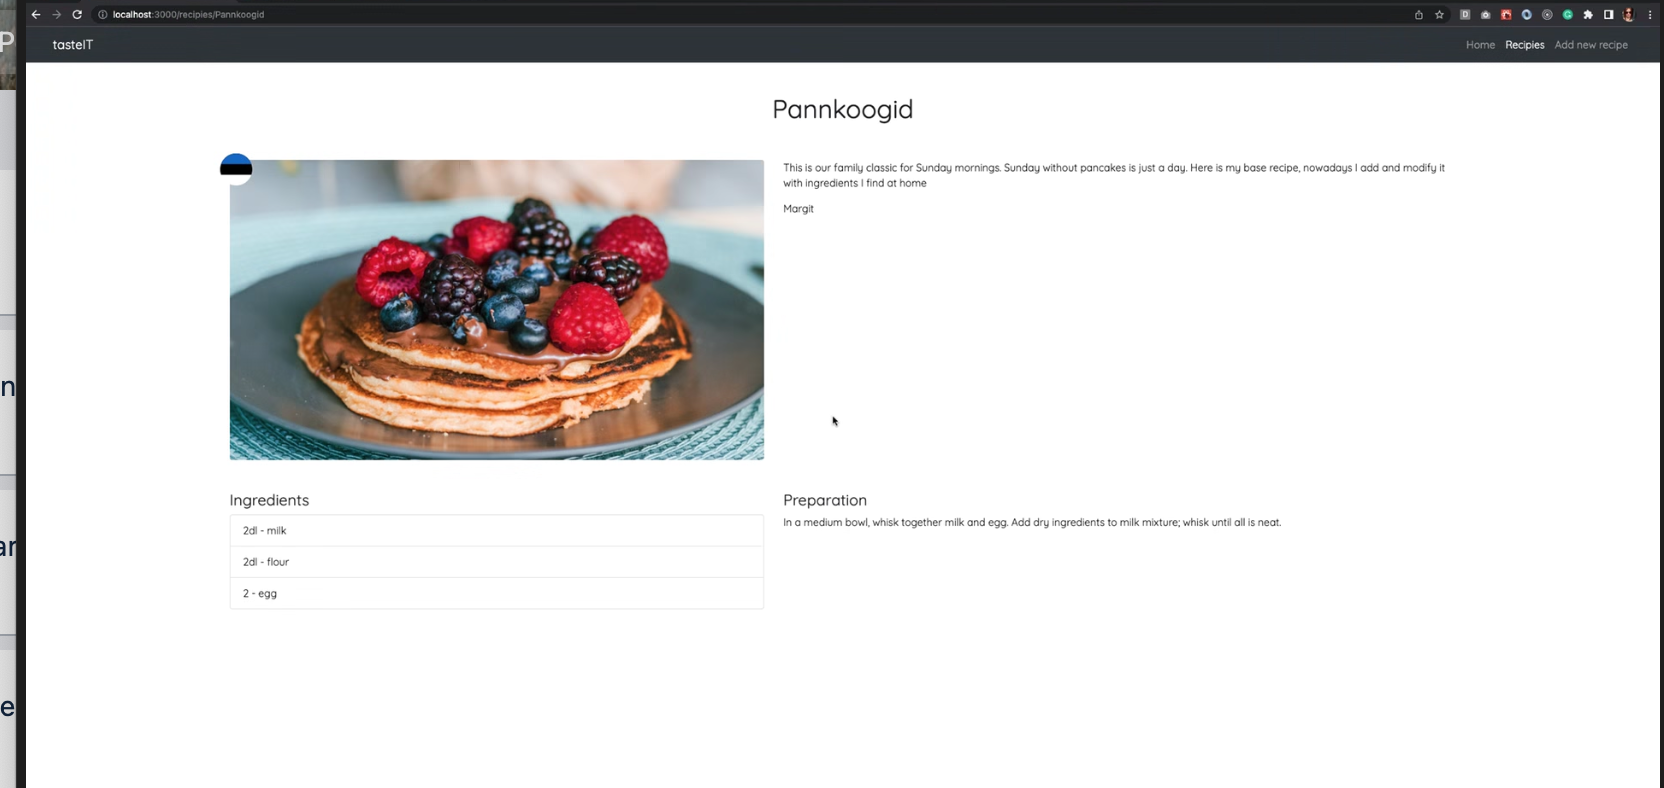 localhost:3000/recipies/Pannkoogid
tasteIT
Home Recipies Add new recipe
Pannkoogid
This is our family classic for Sunday mornings. Sunday without pancakes is just a day. Here is my base recipe, nowadays I add and modify it
with ingredients I find at home
Margit
Ingredients
2dl - milk
2dl - flour
2 - egg
Preparation
In a medium bowl, whisk together milk and egg. Add dry ingredients to milk mixture; whisk until all is neat.